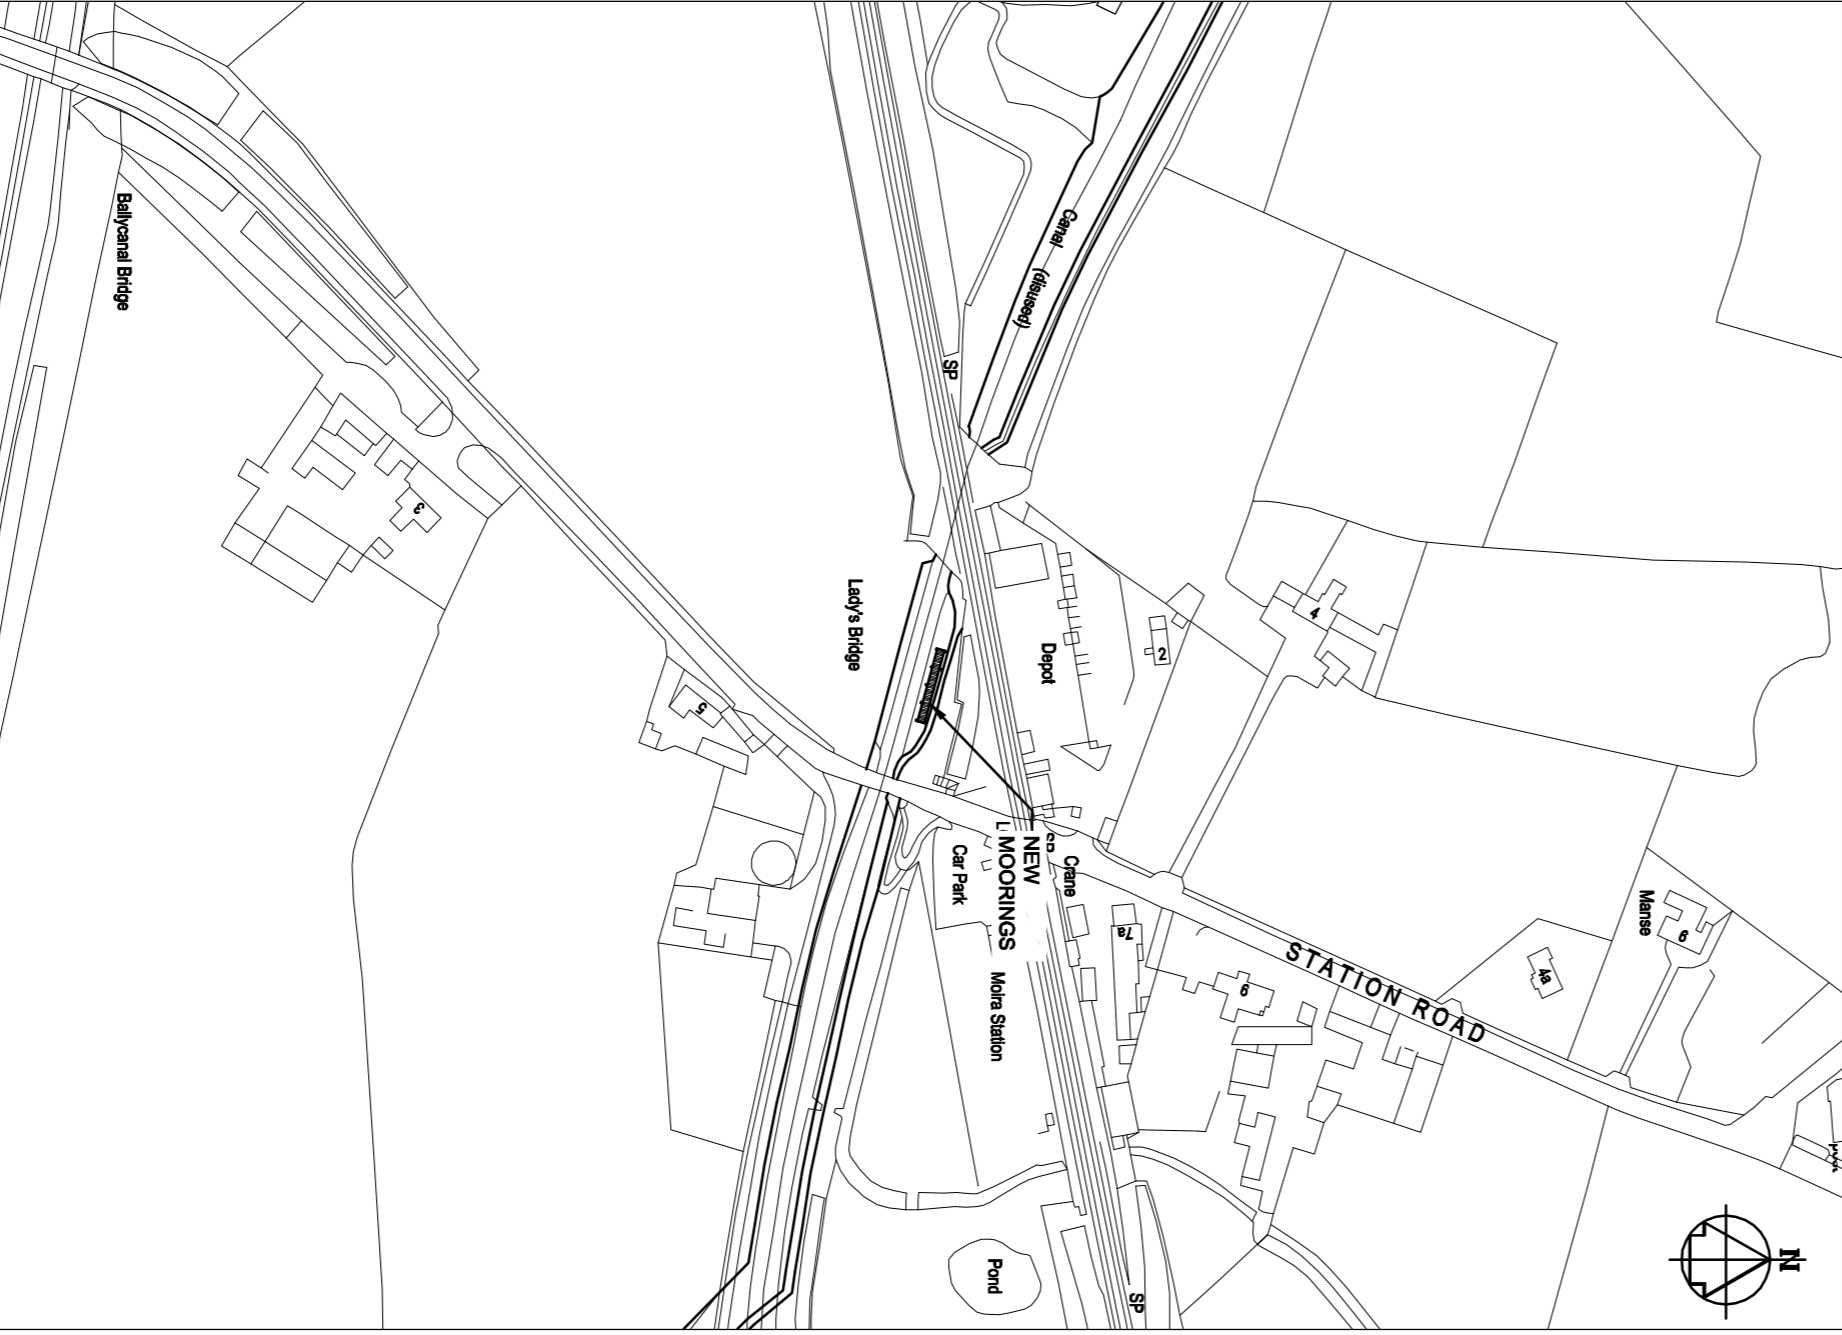 Ballycanal Bridge
Canal (disused)
SP
3
4
2
Depot
Lady's Bridge
5
NEW
MOORINGS
Crane
Car Park
Moira Station
7a
6
STATION ROAD
Manse
6
4a
Pond
SP
N